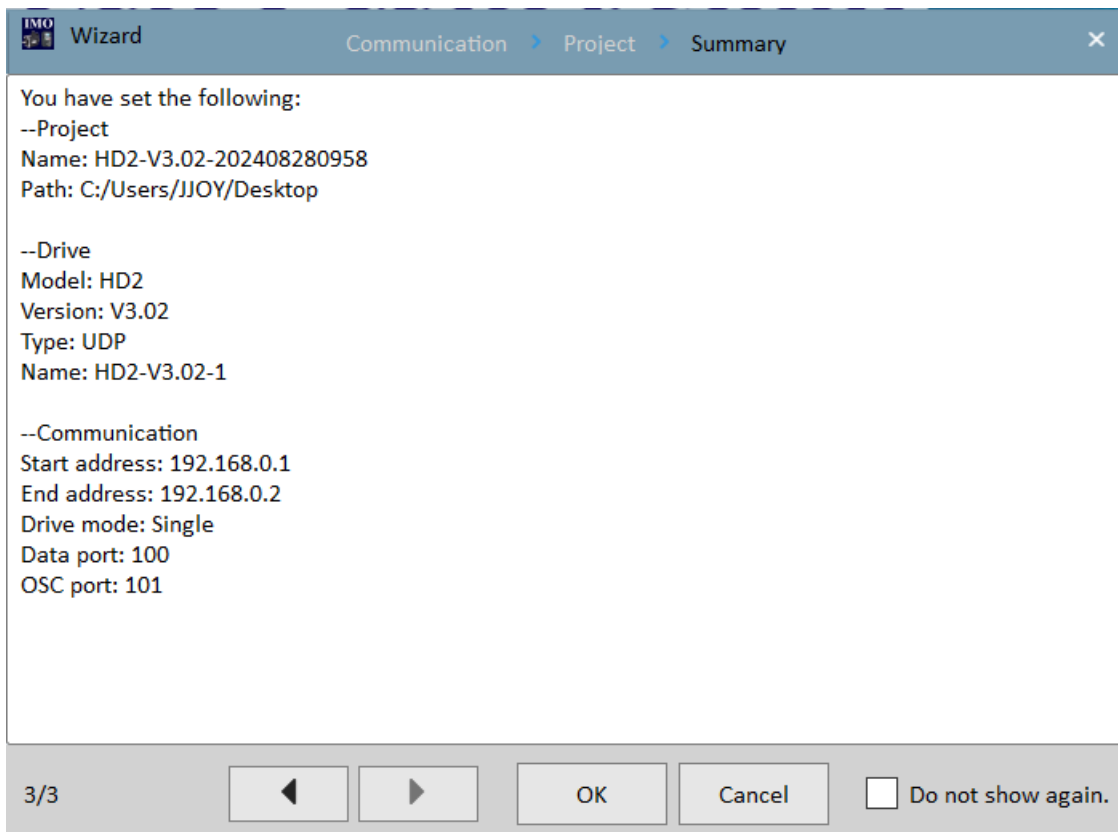 IMO
Wizard
Communication > Project > Summary
You have set the following:
--Project
Name: HD2-V3.02-202408280958
Path: C:/Users/JJOY/Desktop
--Drive
Model: HD2
Version: V3.02
Type: UDP
Name: HD2-V3.02-1
--Communication
Start address: 192.168.0.1
End address: 192.168.0.2
Drive mode: Single
Data port: 100
OSC port: 101
3/3
OK
Cancel
Do not show again.